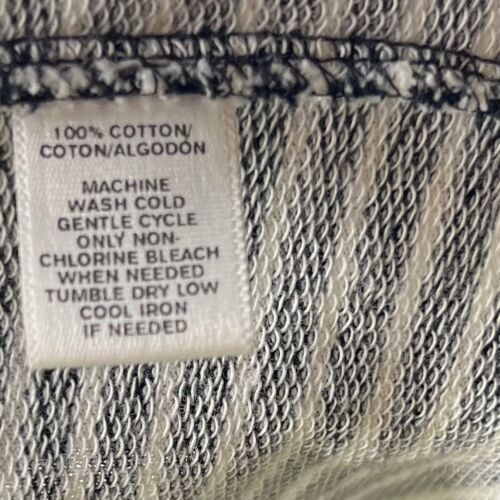 100% COTTON/
COTON/ALGODÓN
MACHINE
WASH COLD
GENTLE CYCLE
ONLY NON-
CHLORINE BLEACH
WHEN NEEDED
TUMBLE DRY LOW
COOL IRON
IF NEEDED